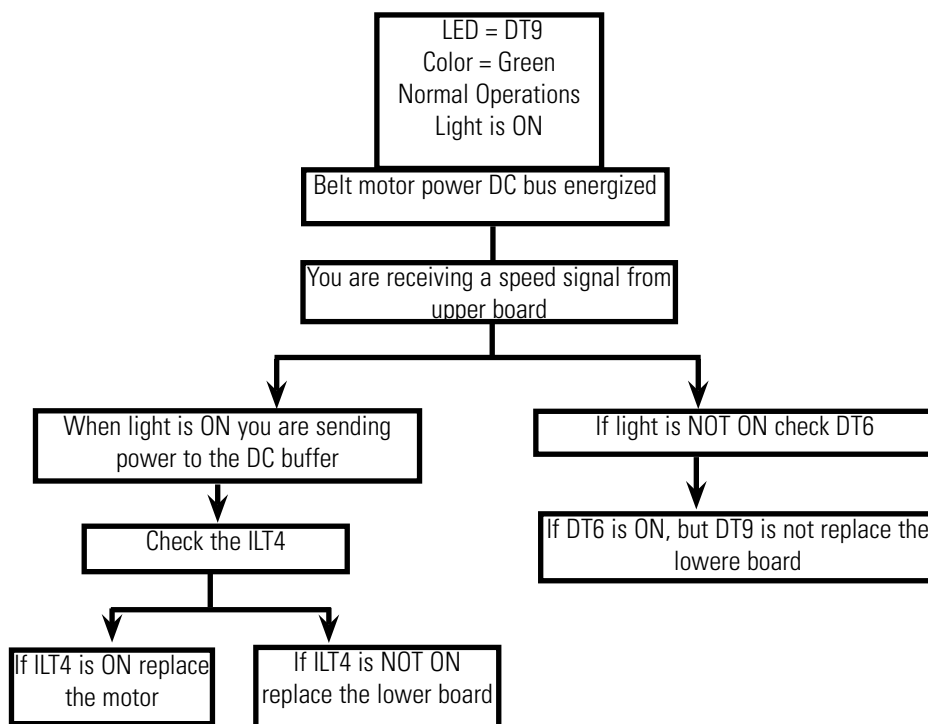 LED = DT9
Color = Green
Normal Operations
Light is ON
Belt motor power DC bus energized
You are receiving a speed signal from
upper board
When light is ON you are sending
power to the DC buffer
If light is NOT ON check DT6
Check the ILT4
If DT6 is ON, but DT9 is not replace the
lowere board
If ILT4 is ON replace
the motor
If ILT4 is NOT ON
replace the lower board